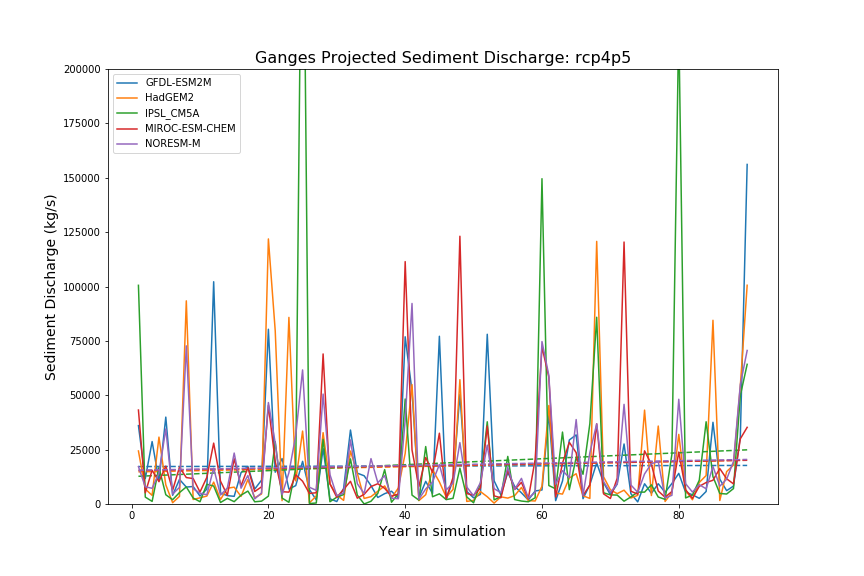 Ganges Projected Sediment Discharge: rcp4p5
GFDL-ESM2M
HadGEM2
IPSL_CM5A
MIROC-ESM-CHEM
NORESM-M
200000
175000
150000
125000
100000
75000
50000
25000
0
Sediment Discharge (kg/s)
0 20 40 60 80
Year in simulation